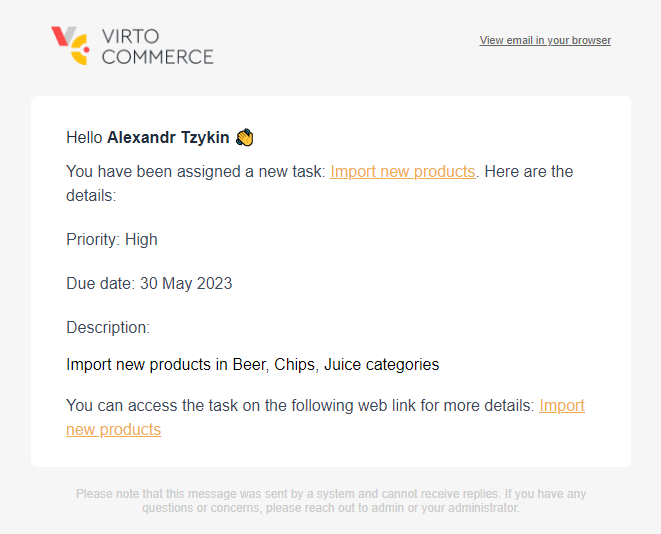 VIRTO
COMMERCE
View email in your browser
Hello Alexandr Tzykin 👏
You have been assigned a new task: Import new products. Here are the
details:
Priority: High
Due date: 30 May 2023
Description:
Import new products in Beer, Chips, Juice categories
You can access the task on the following web link for more details: Import
new products
Please note that this message was sent by a system and cannot receive replies. If you have any
questions or concerns, please reach out to admin or your administrator.